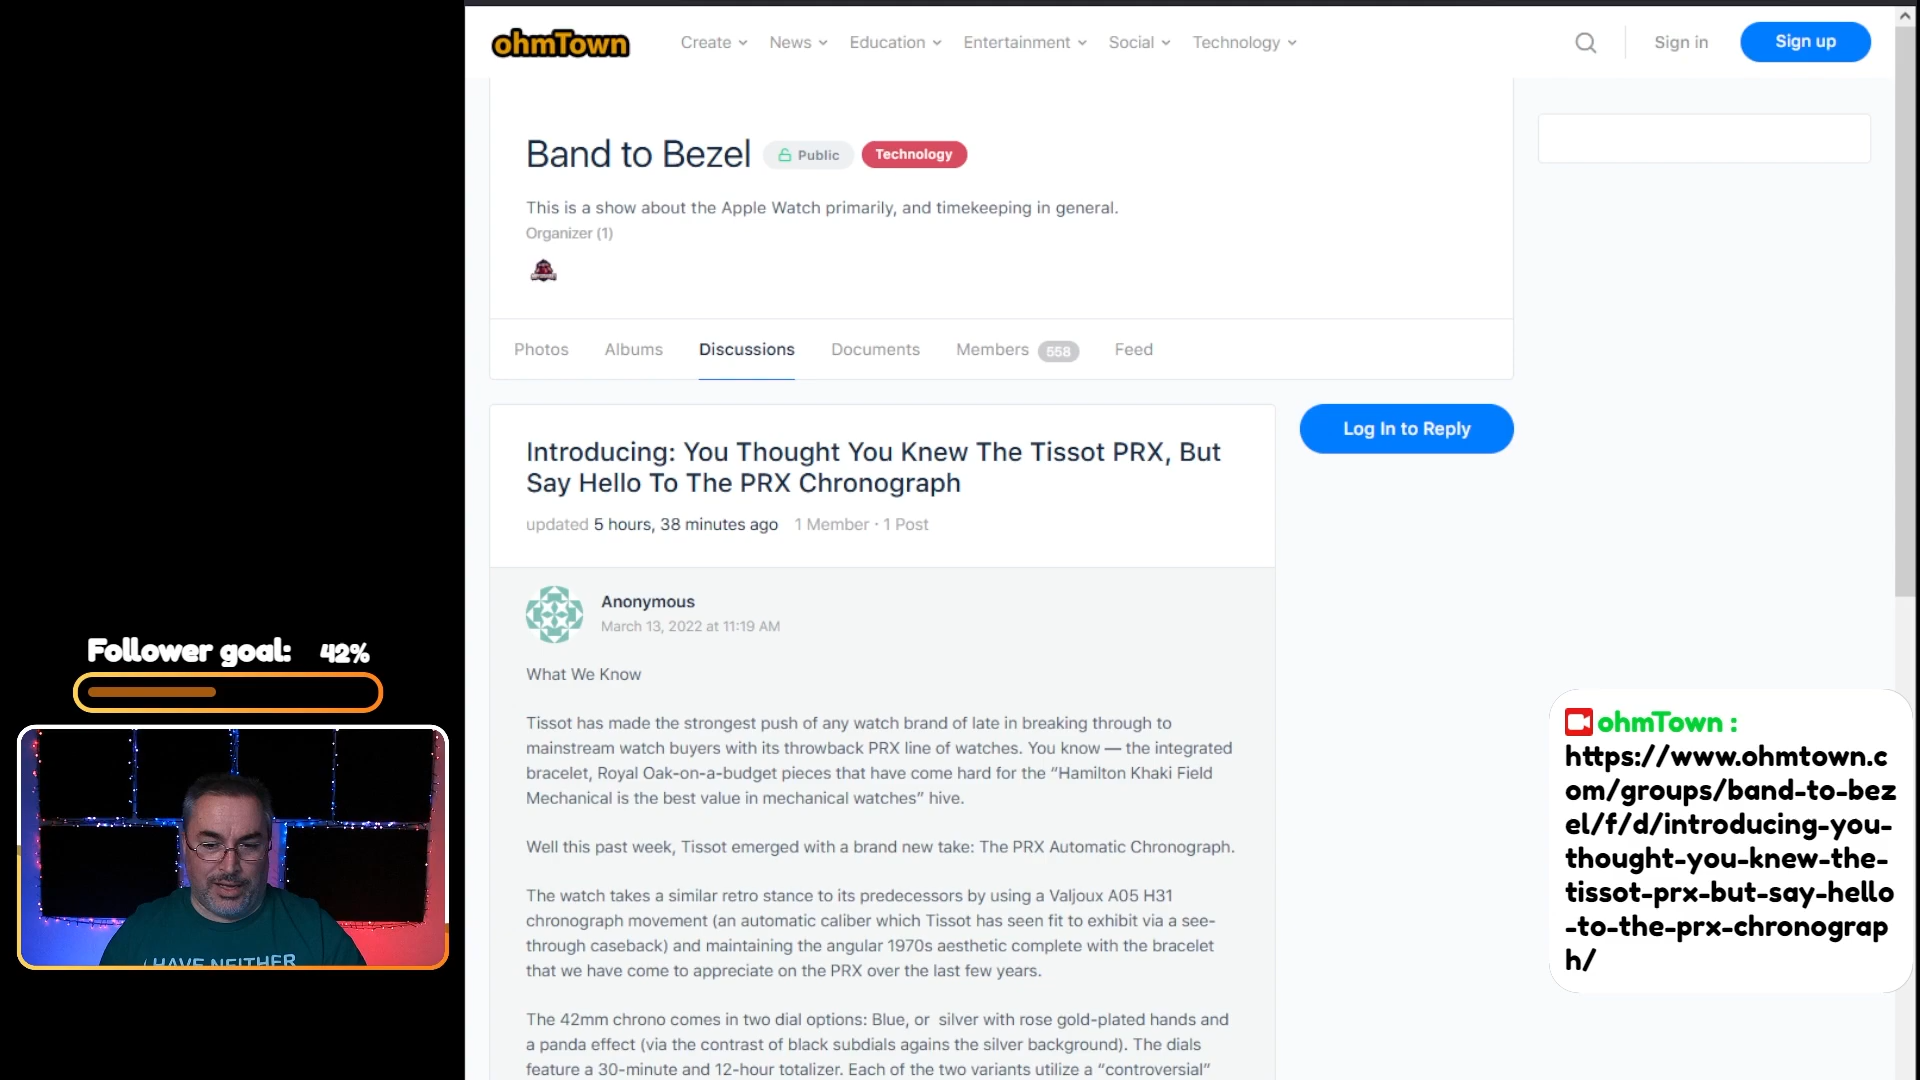 ohmTown
Create
News
Education
Entertainment
Social
Technology
Sign in
Sign up
Band to Bezel
Public
Technology
This is a show about the Apple Watch primarily, and timekeeping in general.
Organizer (1)
Photos
Albums
Discussions
Documents
Members 558
Feed
Introducing: You Thought You Knew The Tissot PRX, But
Say Hello To The PRX Chronograph
updated 5 hours, 38 minutes ago 1 Member · 1 Post
Log In to Reply
Anonymous
March 13, 2022 at 11:19 AM
What We Know
Tissot has made the strongest push of any watch brand of late in breaking through to
mainstream watch buyers with its throwback PRX line of watches. You know — the integrated
bracelet, Royal Oak-on-a-budget pieces that have come hard for the “Hamilton Khaki Field
Mechanical is the best value in mechanical watches” hive.
Well this past week, Tissot emerged with a brand new take: The PRX Automatic Chronograph.
The watch takes a similar retro stance to its predecessors by using a Valjoux A05 H31
chronograph movement (an automatic caliber which Tissot has seen fit to exhibit via a see-
through caseback) and maintaining the angular 1970s aesthetic complete with the bracelet
that we have come to appreciate on the PRX over the last few years.
The 42mm chrono comes in two dial options: Blue, or silver with rose gold-plated hands and
a panda effect (via the contrast of black subdials agains the silver background). The dials
feature a 30-minute and 12-hour totalizer. Each of the two variants utilize a “controversial”
Follower goal: 42%
I HAVE NEITHER
ohmTown :
https://www.ohmtown.c
om/groups/band-to-bez
el/f/d/introducing-you-
thought-you-knew-the-
tissot-prx-but-say-hello
-to-the-prx-chronograp
h/